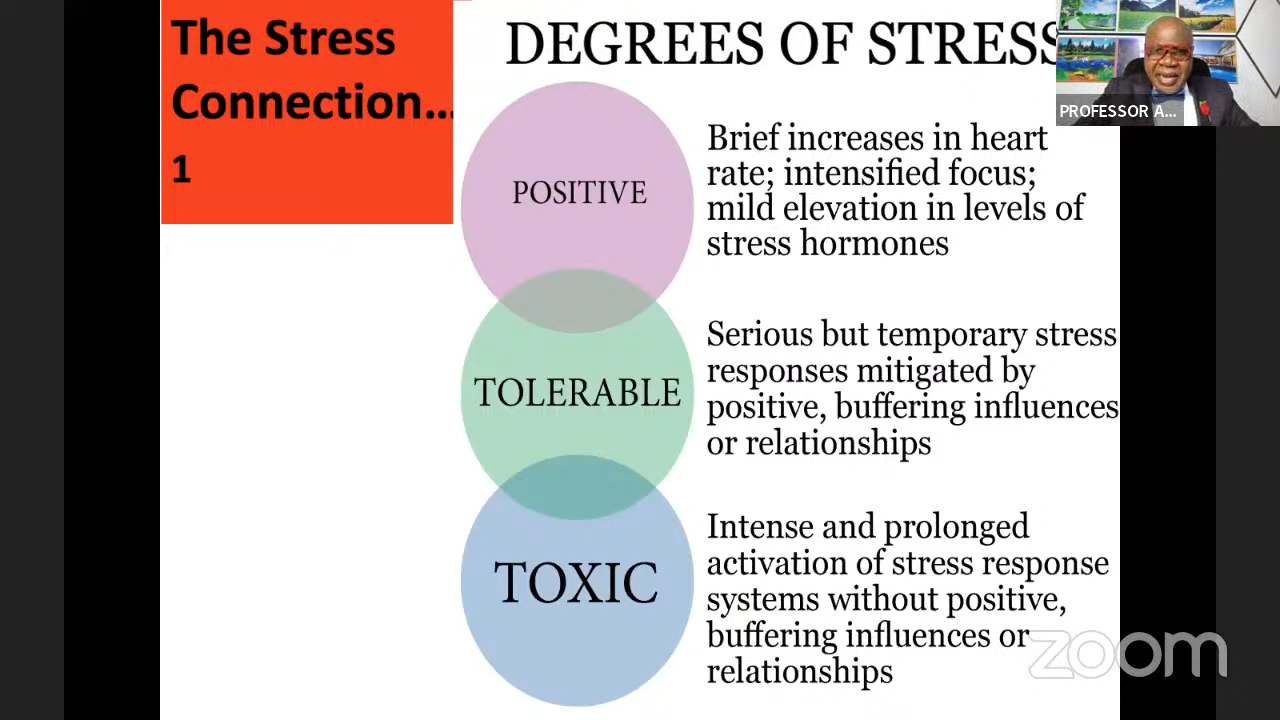 The Stress
Connection...
1
DEGREES OF STRESS
PROFESSOR A...
POSITIVE
Brief increases in heart
rate; intensified focus;
mild elevation in levels of
stress hormones
TOLERABLE
Serious but temporary stress
responses mitigated by
positive, buffering influences
or relationships
TOXIC
Intense and prolonged
activation of stress response
systems without positive,
buffering influences or
relationships
zoom